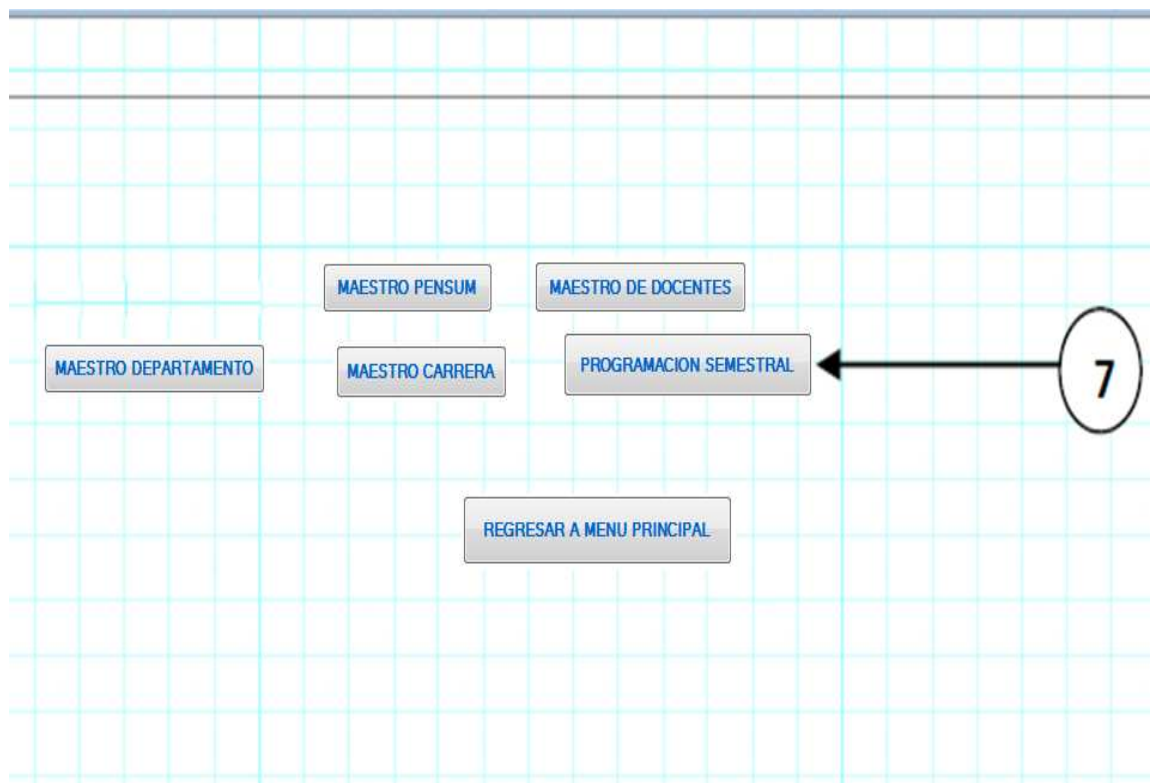 MAESTRO PENSUM
MAESTRO DE DOCENTES
MAESTRO DEPARTAMENTO
MAESTRO CARRERA
PROGRAMACION SEMESTRAL
7
REGRESAR A MENU PRINCIPAL